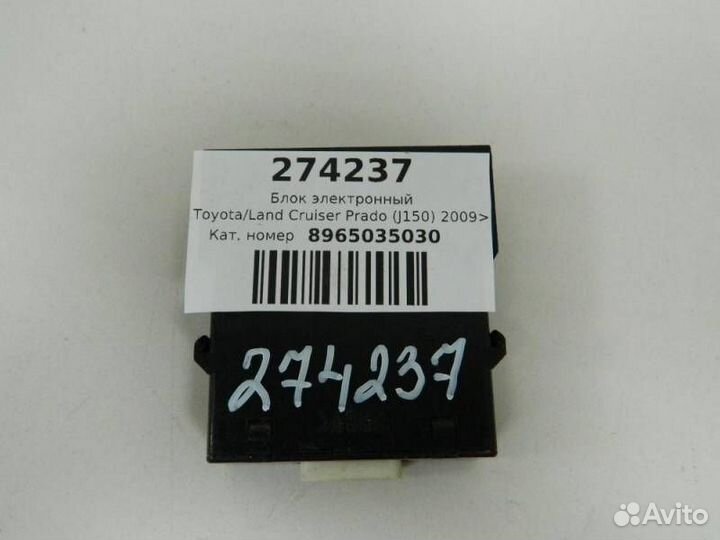 274237
Блок электронный
Toyota/Land Cruiser Prado (J150) 2009>
Кат. номер 8965035030
274237
Avito